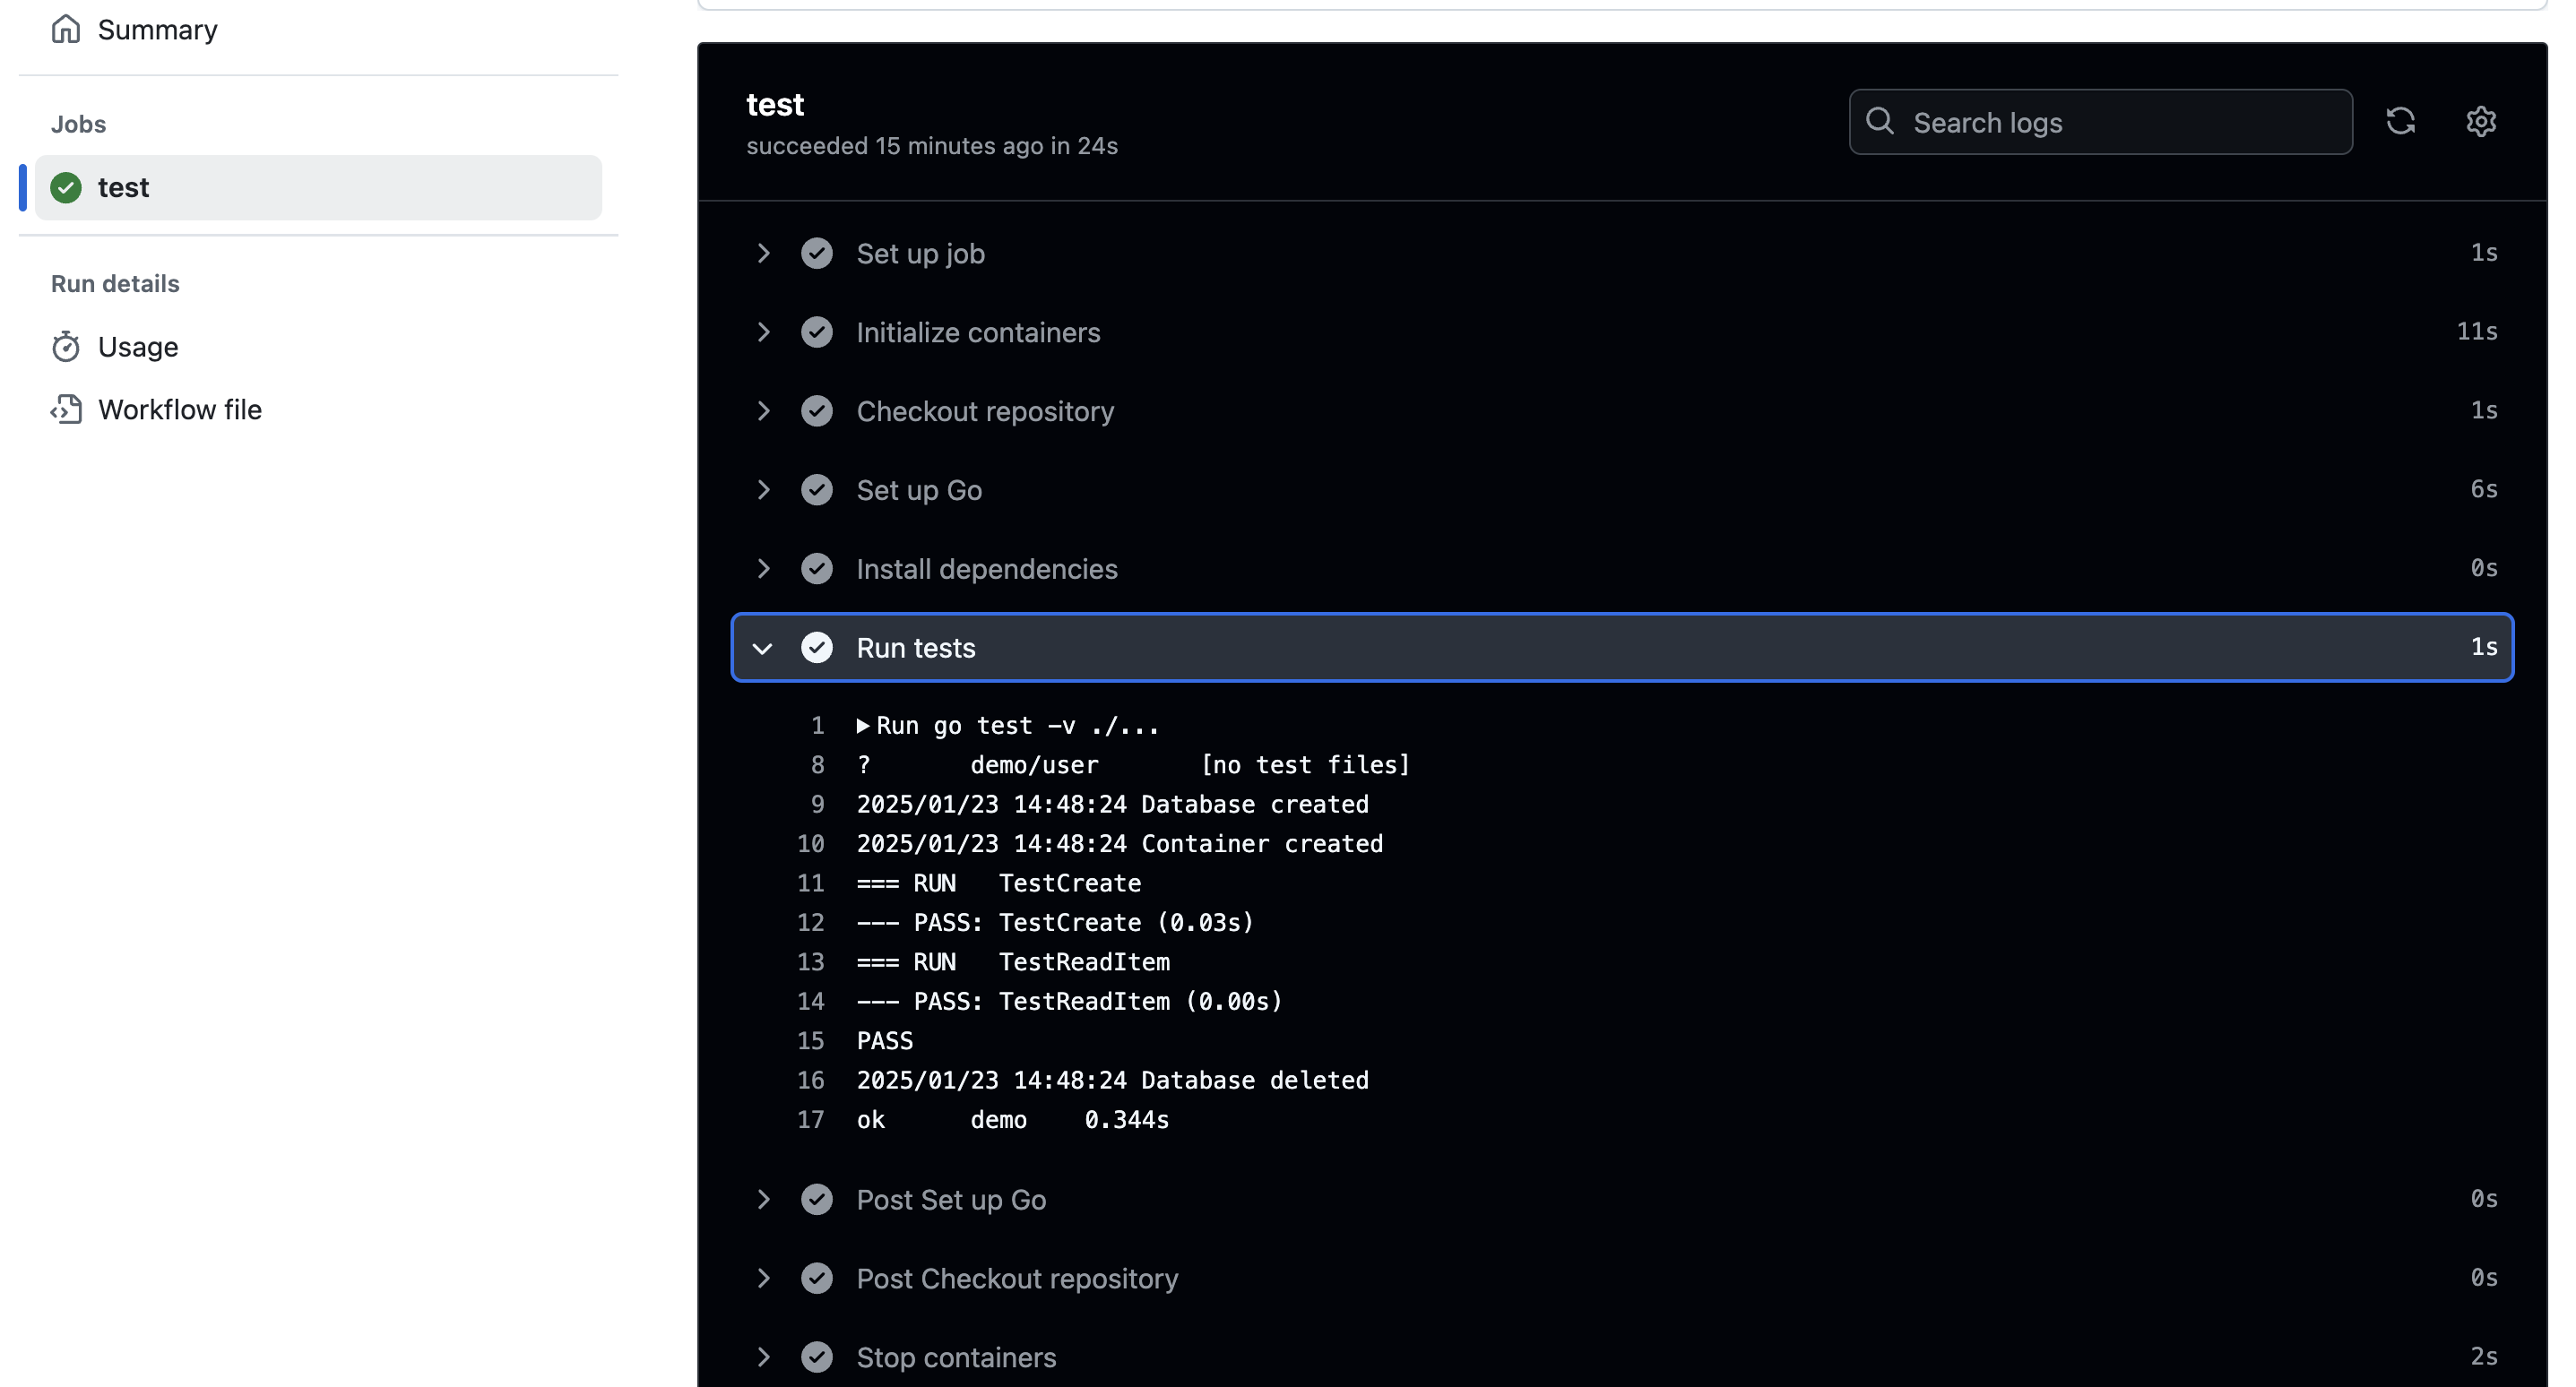 Summary
Jobs
test
Run details
Usage
Workflow file
test
succeeded 15 minutes ago in 24s
Search logs
Set up job 1s
Initialize containers 11s
Checkout repository 1s
Set up Go 6s
Install dependencies 0s
Run tests 1s
1 Run go test -v ./...
8 ? demo/user [no test files]
9 2025/01/23 14:48:24 Database created
10 2025/01/23 14:48:24 Container created
11 === RUN TestCreate
12 --- PASS: TestCreate (0.03s)
13 === RUN TestReadItem
14 --- PASS: TestReadItem (0.00s)
15 PASS
16 2025/01/23 14:48:24 Database deleted
17 ok demo 0.344s
Post Set up Go 0s
Post Checkout repository 0s
Stop containers 2s